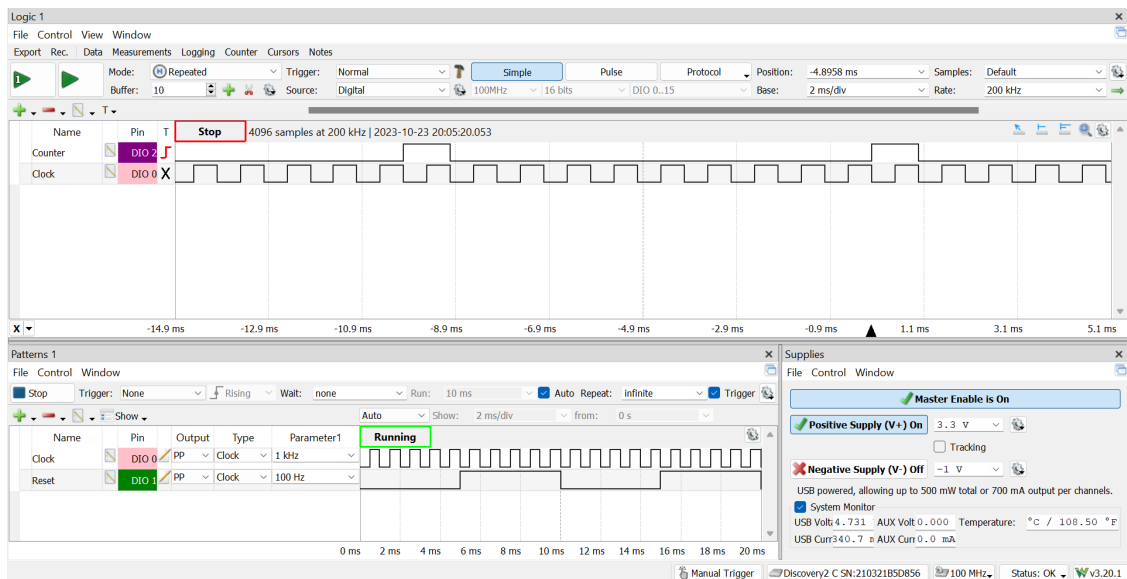 Logic 1
File Control View Window
Export Rec. Data Measurements Logging Counter Cursors Notes
Mode: Repeated Trigger: Normal Simple Pulse Protocol Position: -4.8958 ms Samples: Default
Buffer: 10 Source: Digital 100MHz 16 bits DIO 0..15 Base: 2 ms/div Rate: 200 kHz
T
Name Pin T Stop 4096 samples at 200 kHz | 2023-10-23 20:05:20.053
Counter DIO 2
Clock DIO 0 X
X -14.9 ms -12.9 ms -10.9 ms -8.9 ms -6.9 ms -4.9 ms -2.9 ms -0.9 ms 1.1 ms 3.1 ms 5.1 ms
Patterns 1
File Control Window
Stop Trigger: None Rising Wait: none Run: 10 ms Auto Repeat: infinite Trigger
Show Auto Show: 2 ms/div from: 0 s
Name Pin Output Type Parameter1 Running
Clock DIO 0 PP Clock 1 kHz
Reset DIO 1 PP Clock 100 Hz
0 ms 2 ms 4 ms 6 ms 8 ms 10 ms 12 ms 14 ms 16 ms 18 ms 20 ms
Supplies
File Control Window
Master Enable is On
Positive Supply (V+) On 3.3 V
Tracking
Negative Supply (V-) Off -1 V
USB powered, allowing up to 500 mW total or 700 mA output per channels.
System Monitor
USB Volt 4.731 AUX Volt 0.000 Temperature: °C / 108.50 °F
USB Curr 340.7 AUX Curr 0.0 mA
Manual Trigger Discovery2 C SN:210321B5D856 100 MHz Status: OK v3.20.1